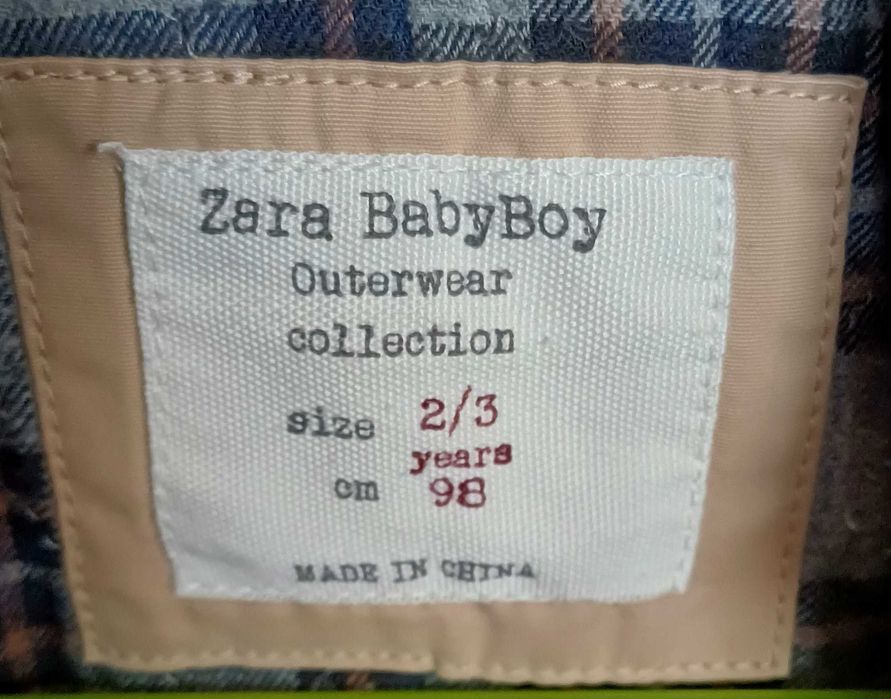 Zara BabyBoy
Outerwear
collection
size 2/3
years
cm 98
MADE IN CHINA